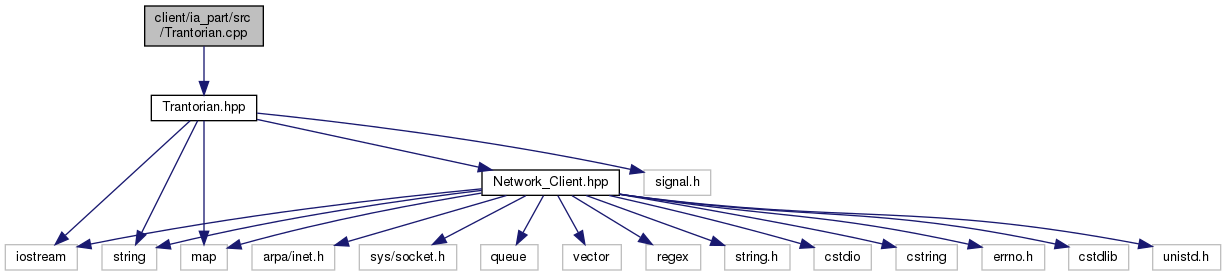 client/ia_part/src
/Trantorian.cpp
Trantorian.hpp
Network_Client.hpp
signal.h
iostream
string
map
arpa/inet.h
sys/socket.h
queue
vector
regex
string.h
cstdio
cstring
errno.h
cstdlib
unistd.h